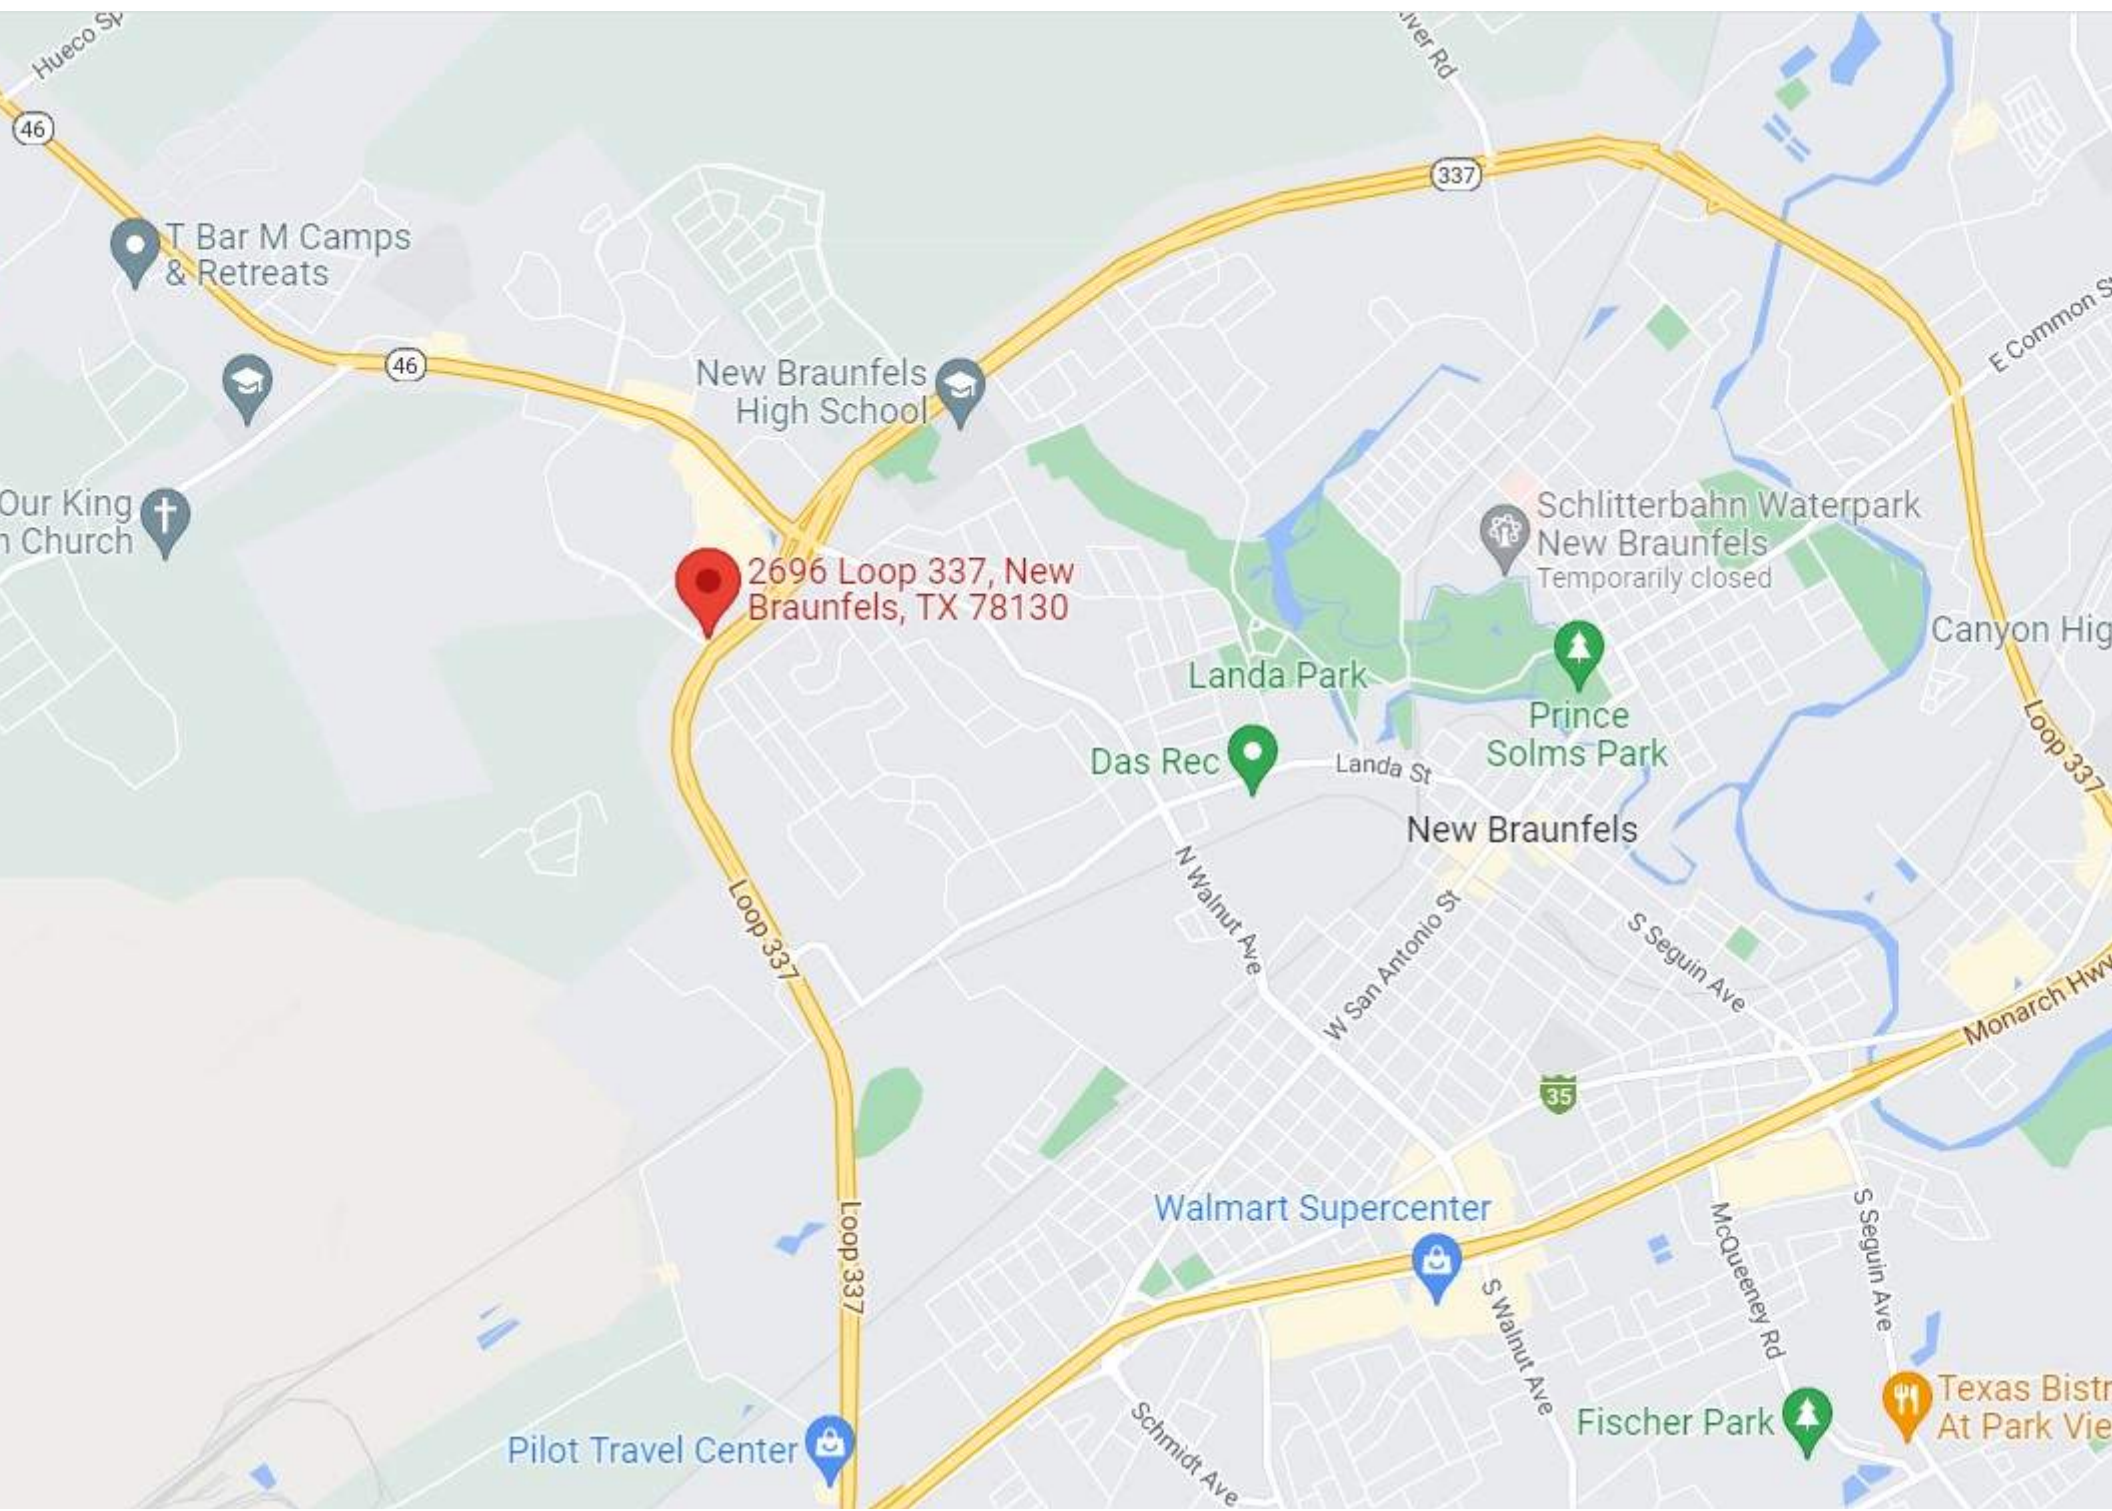 Hueco Sp
46
T Bar M Camps
& Retreats
46
New Braunfels
High School
337
iver Rd
E Common S
Our King
n Church
2696 Loop 337, New
Braunfels, TX 78130
Schlitterbahn Waterpark
New Braunfels
Temporarily closed
Canyon Hig
Landa Park
Prince
Solms Park
Das Rec
Landa St
Loop 337
New Braunfels
Loop 337
N Walnut Ave
W San Antonio St
S Seguin Ave
Monarch Hwy
35
Walmart Supercenter
Loop 337
S Walnut Ave
McQueeney Rd
S Seguin Ave
Pilot Travel Center
Schmidt Ave
Fischer Park
Texas Bistr
At Park Vie